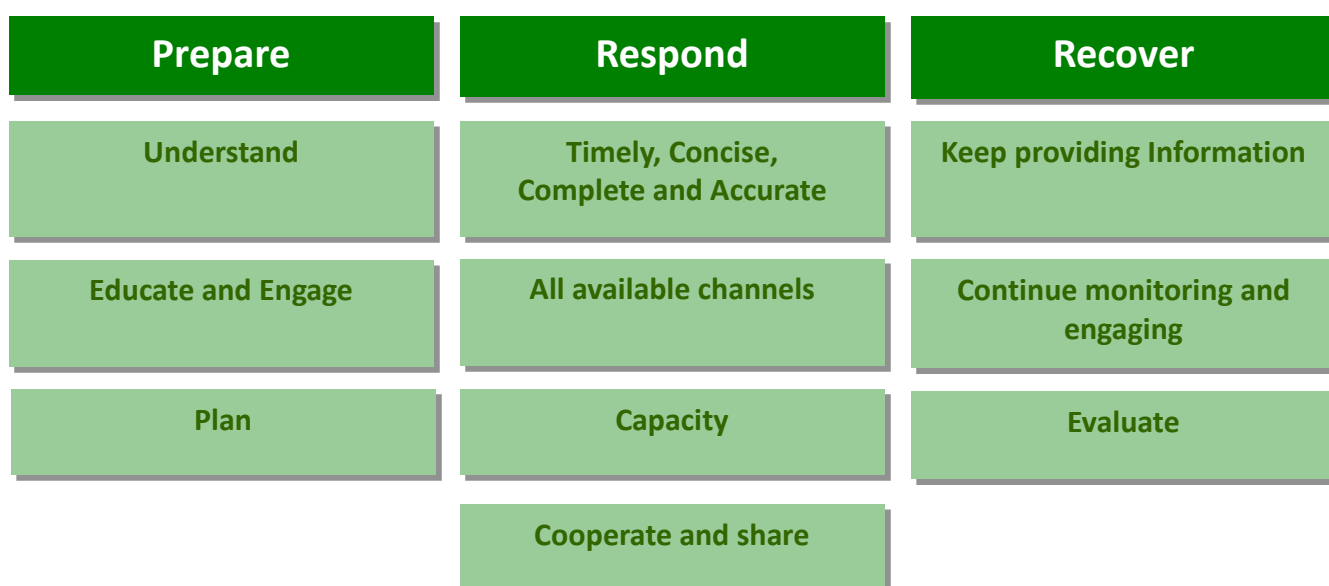 Prepare
Understand
Educate and Engage
Plan
Respond
Timely, Concise,
Complete and Accurate
All available channels
Capacity
Cooperate and share
Recover
Keep providing Information
Continue monitoring and
engaging
Evaluate